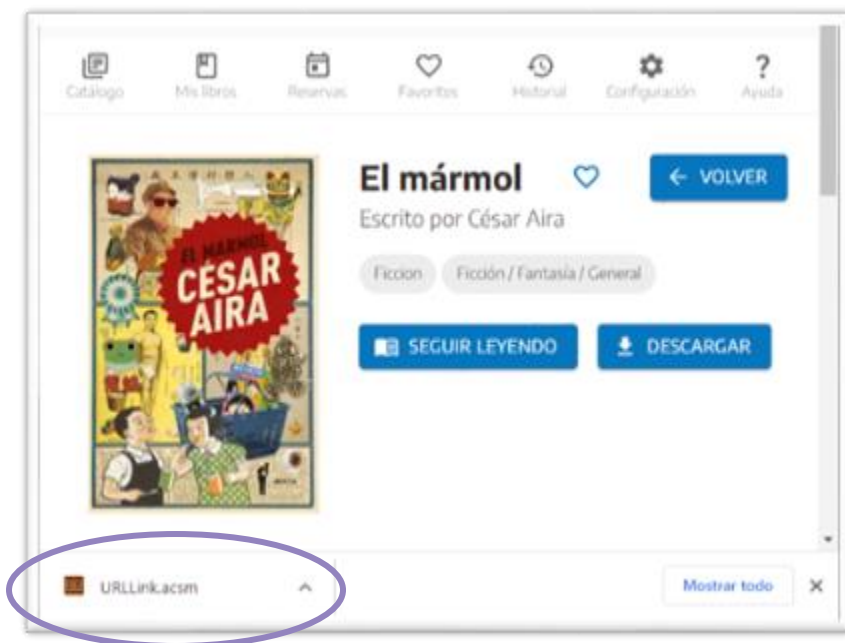 Catálogo Mis libros Reservas Favoritos Historial Configuración Ayuda
El mármol
← VOLVER
Escrito por César Aira
Ficcion Ficción / Fantasía / General
SEGUIR LEYENDO
DESCARGAR
EL MARMOL
CÉSAR
AIRA
URLLink.acsm
Mostrar todo